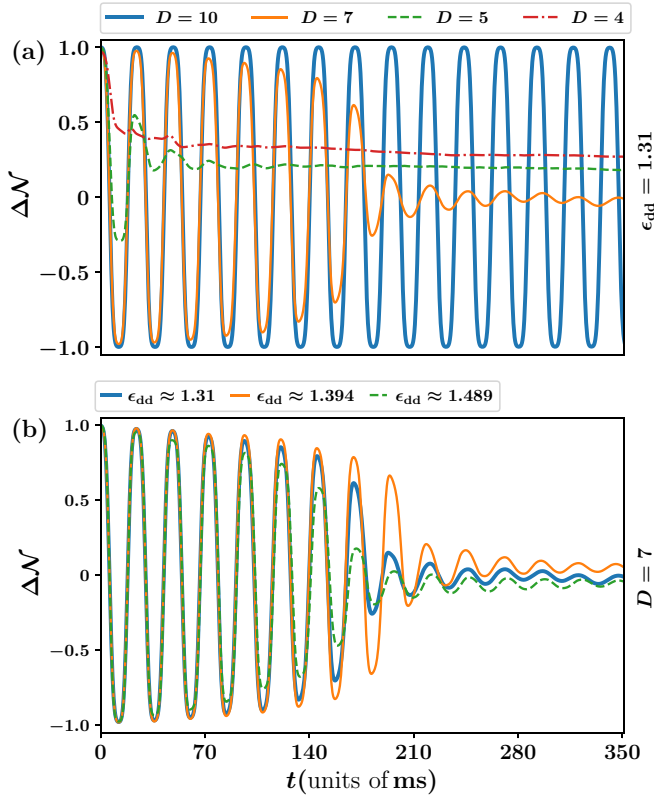 D = 10 D = 7 D = 5 D = 4
(a)
1.0
0.5
0
−0.5
−1.0
Δ𝒩
ϵdd = 1.31
ϵdd ≈ 1.31 ϵdd ≈ 1.394 ϵdd ≈ 1.489
(b)
1.0
0.5
0
−0.5
−1.0
Δ𝒩
D = 7
0 70 140 210 280 350
t(units of ms)